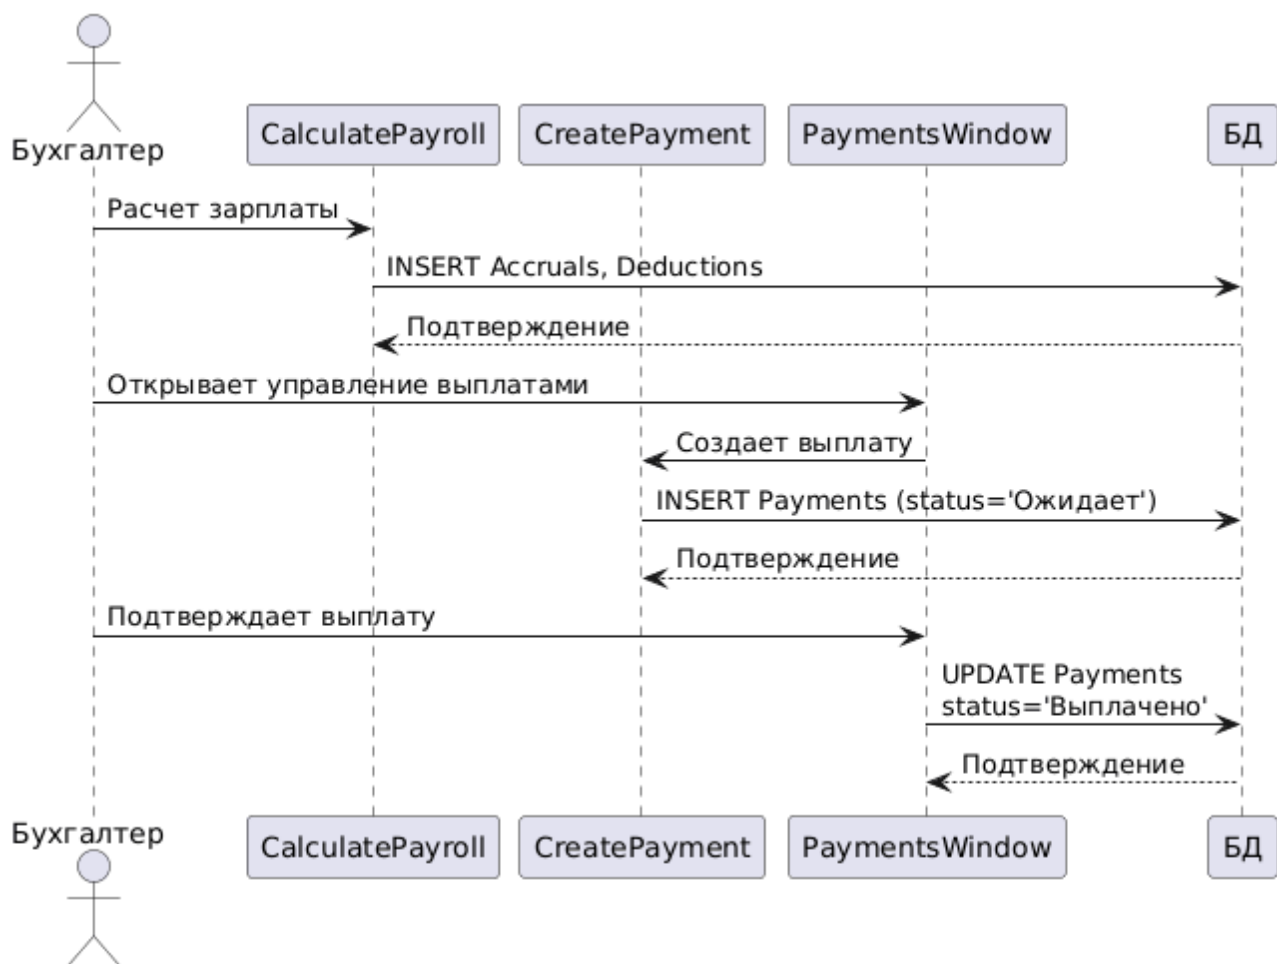 Бухгалтер
CalculatePayroll
CreatePayment
PaymentsWindow
БД
Расчет зарплаты
INSERT Accruals, Deductions
Подтверждение
Открывает управление выплатами
Создает выплату
INSERT Payments (status='Ожидает')
Подтверждение
Подтверждает выплату
UPDATE Payments
status='Выплачено'
Подтверждение
Бухгалтер
CalculatePayroll
CreatePayment
PaymentsWindow
БД